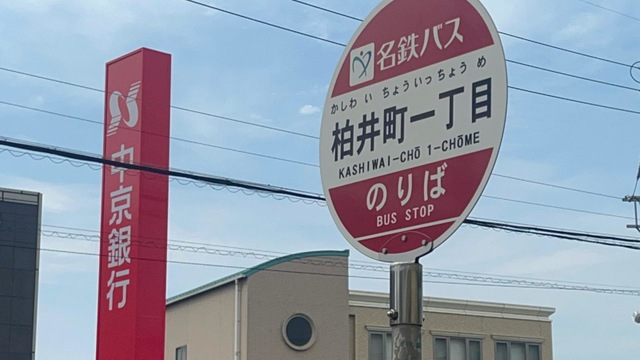 中京銀行
名鉄バス
かしわ い ちょういっちょう め
柏井町一丁目
KASHIWAI-CHŌ 1-CHŌME
のりば
BUS STOP